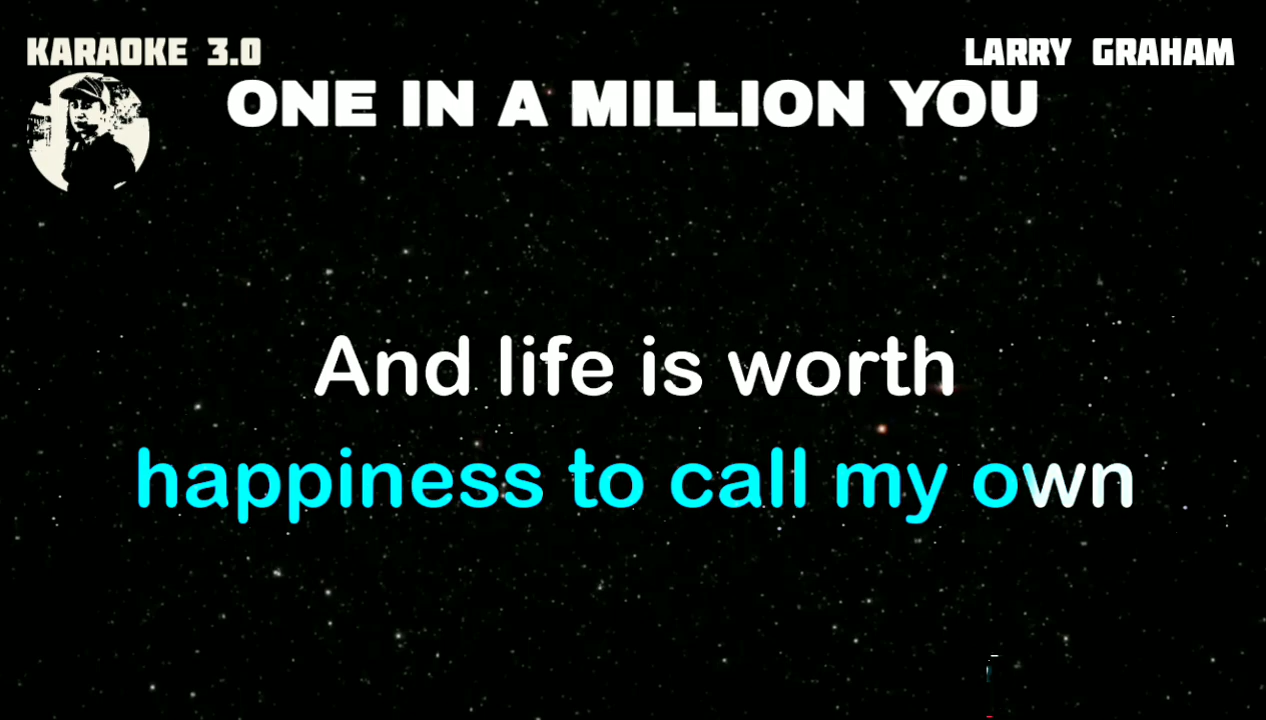 KARAOKE 3.0
LARRY GRAHAM
ONE IN A MILLION YOU
And life is worth
happiness to call my own